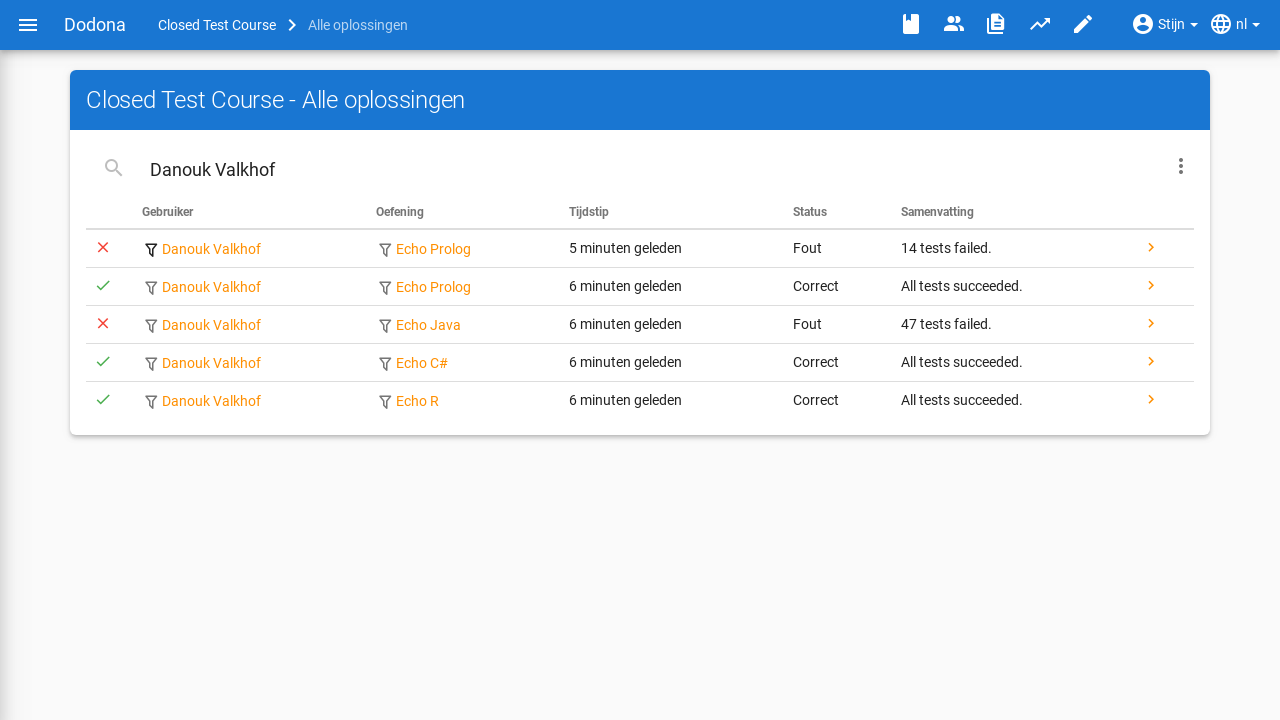 Dodona Closed Test Course Alle oplossingen Stijn nl
Closed Test Course - Alle oplossingen
Danouk Valkhof
Gebruiker Oefening Tijdstip Status Samenvatting
Danouk Valkhof Echo Prolog 5 minuten geleden Fout 14 tests failed.
Danouk Valkhof Echo Prolog 6 minuten geleden Correct All tests succeeded.
Danouk Valkhof Echo Java 6 minuten geleden Fout 47 tests failed.
Danouk Valkhof Echo C# 6 minuten geleden Correct All tests succeeded.
Danouk Valkhof Echo R 6 minuten geleden Correct All tests succeeded.